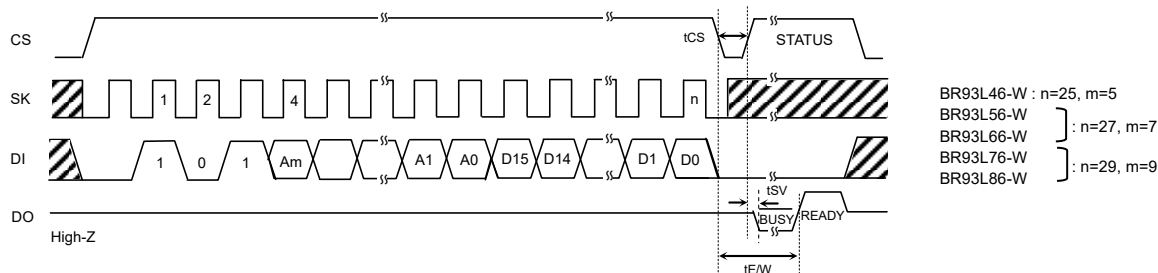 CS
tCS
STATUS
SK
1
2
4
n
BR93L46-W : n=25, m=5
BR93L56-W
BR93L66-W
: n=27, m=7
BR93L76-W
BR93L86-W
: n=29, m=9
DI
1
0
1
Am
A1
A0
D15
D14
D1
D0
tSV
DO
BUSY
READY
High-Z
tE/W